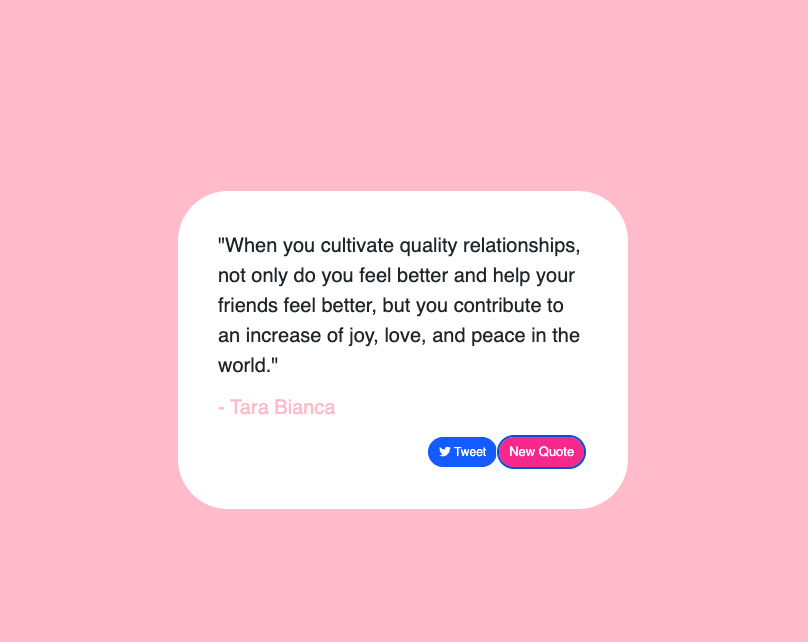 "When you cultivate quality relationships,
not only do you feel better and help your
friends feel better, but you contribute to
an increase of joy, love, and peace in the
world."
- Tara Bianca
Tweet New Quote